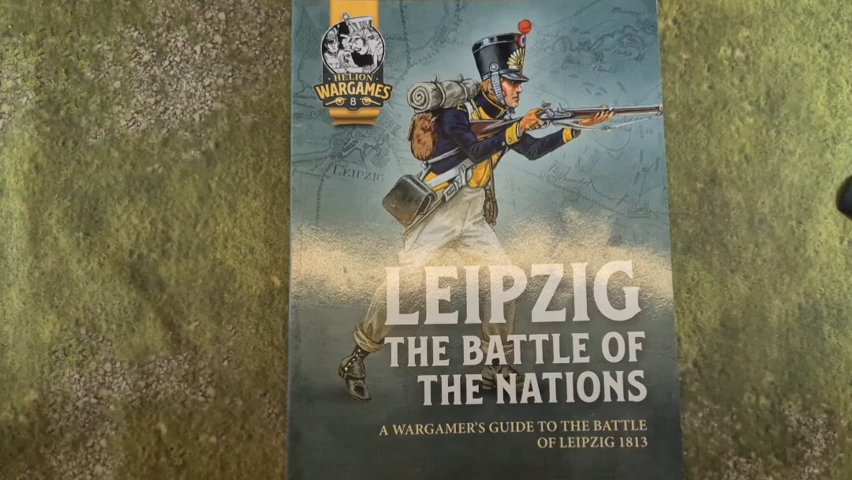 HELION
WARGAMES
8
LEIPZIG
LEIPZIG
THE BATTLE OF
THE NATIONS
A WARGAMER'S GUIDE TO THE BATTLE
OF LEIPZIG 1813